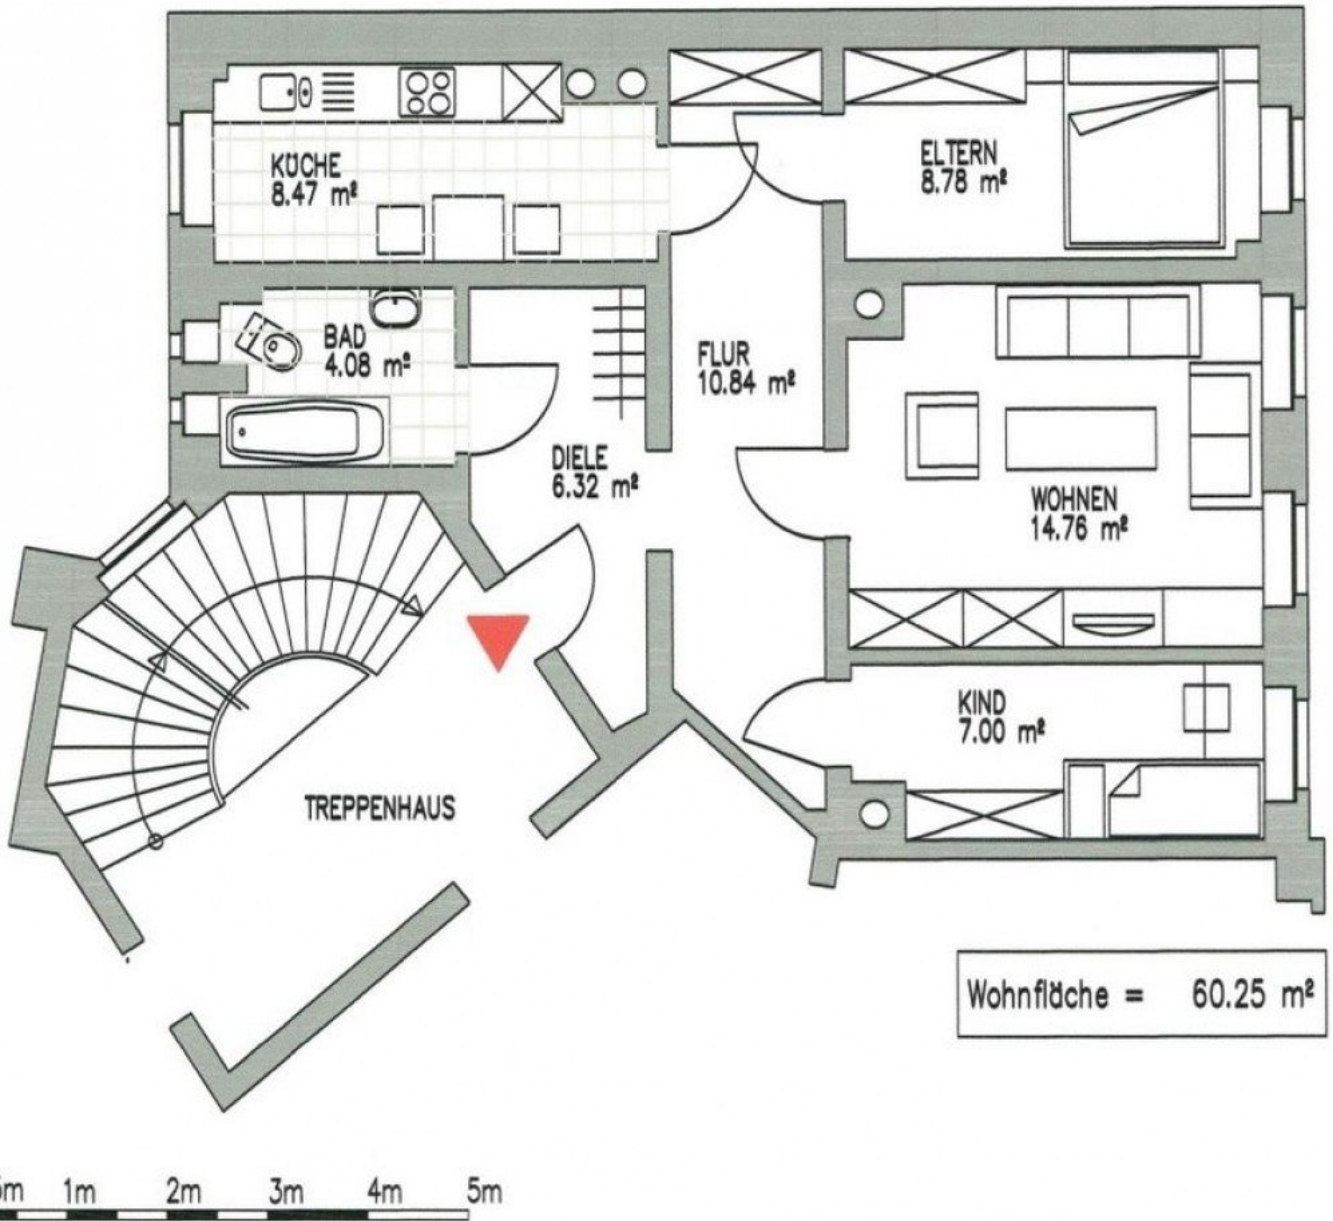 KÜCHE
8.47 m²
ELTERN
8.78 m²
BAD
4.08 m²
FLUR
10.84 m²
DIELE
6.32 m²
WOHNEN
14.76 m²
KIND
7.00 m²
TREPPENHAUS
Wohnfläche = 60.25 m²
m 1m 2m 3m 4m 5m